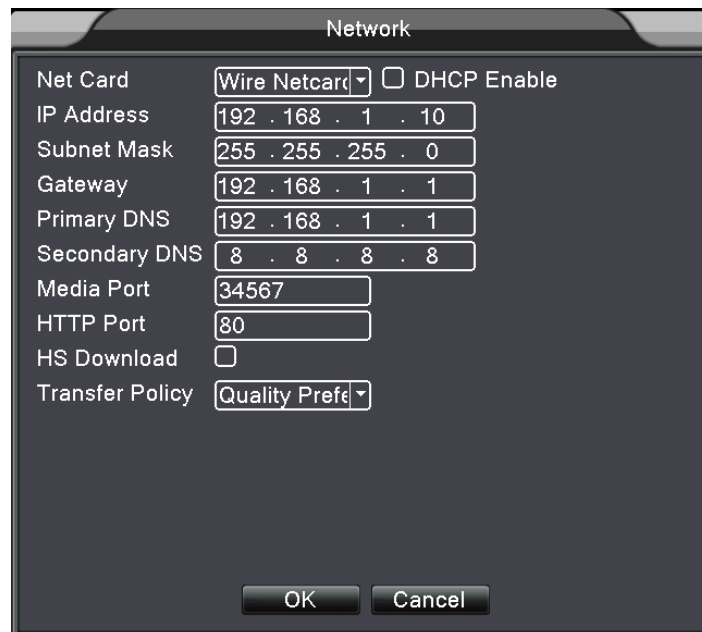 Network
Net Card Wire Netcard DHCP Enable
IP Address 192 . 168 . 1 . 10
Subnet Mask 255 . 255 . 255 . 0
Gateway 192 . 168 . 1 . 1
Primary DNS 192 . 168 . 1 . 1
Secondary DNS 8 . 8 . 8 . 8
Media Port 34567
HTTP Port 80
HS Download
Transfer Policy Quality Prefe
OK Cancel